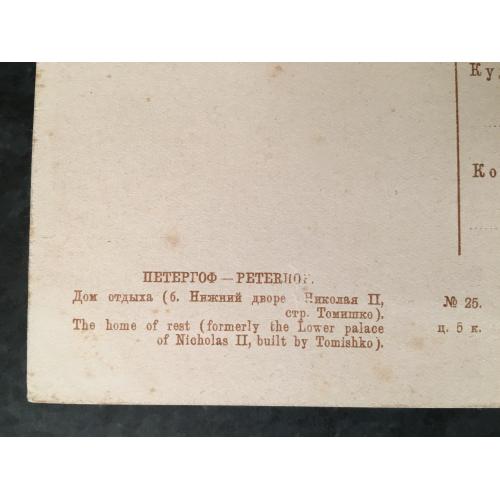 Ку
Ко
ПЕТЕРГОФ — PETERHOF.
Дом отдыха (б. Нижний дворе Николая II,
стр. Томишко).
The home of rest (formerly the Lower palace
of Nicholas II, built by Tomishko).
№ 25.
ц. 5 к.